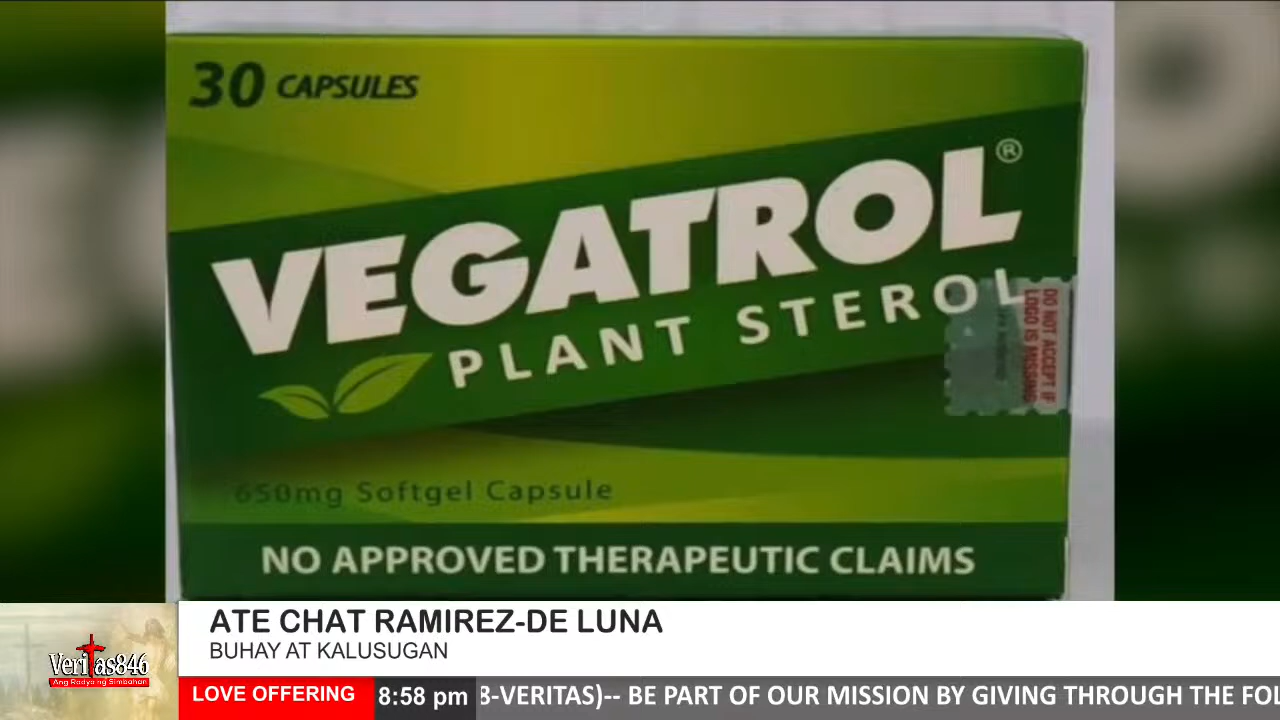 30 CAPSULES
VEGATROL®
PLANT STEROL
DO NOT ACCEPT IF
LOGO IS MISSING
650mg Softgel Capsule
NO APPROVED THERAPEUTIC CLAIMS
ATE CHAT RAMIREZ-DE LUNA
BUHAY AT KALUSUGAN
Veritas846
Ang Radyo ng Simbahan
LOVE OFFERING
8:58 pm
8-VERITAS)-- BE PART OF OUR MISSION BY GIVING THROUGH THE FOL